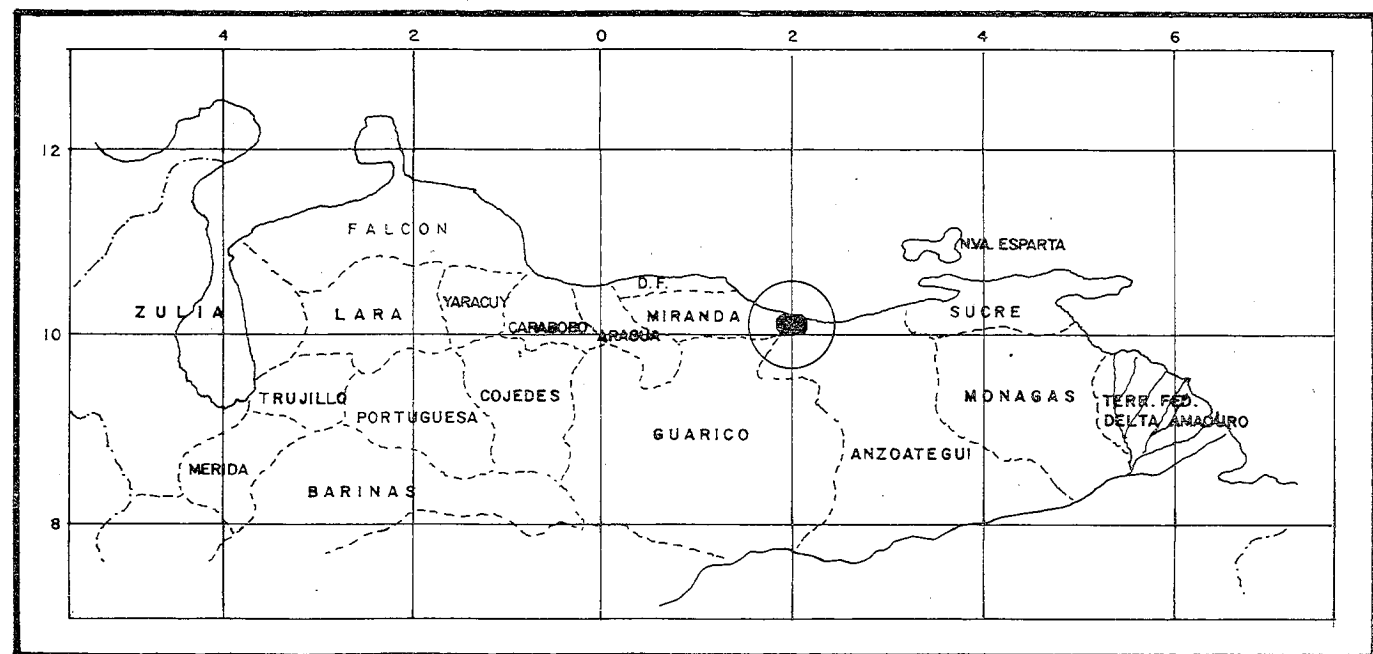 4 2 0 2 4 6
12
FALCON
N.VA. ESPARTA
D.F.
YARACUY
ZULIA LARA MIRANDA SUCRE
CARABOBO
10
ARAGUA
TRUJILLO COJEDES MONAGAS
TERR. FED.
PORTUGUESA
DELTA AMACURO
GUARICO
ANZOATEGUI
MERIDA
BARINAS
8